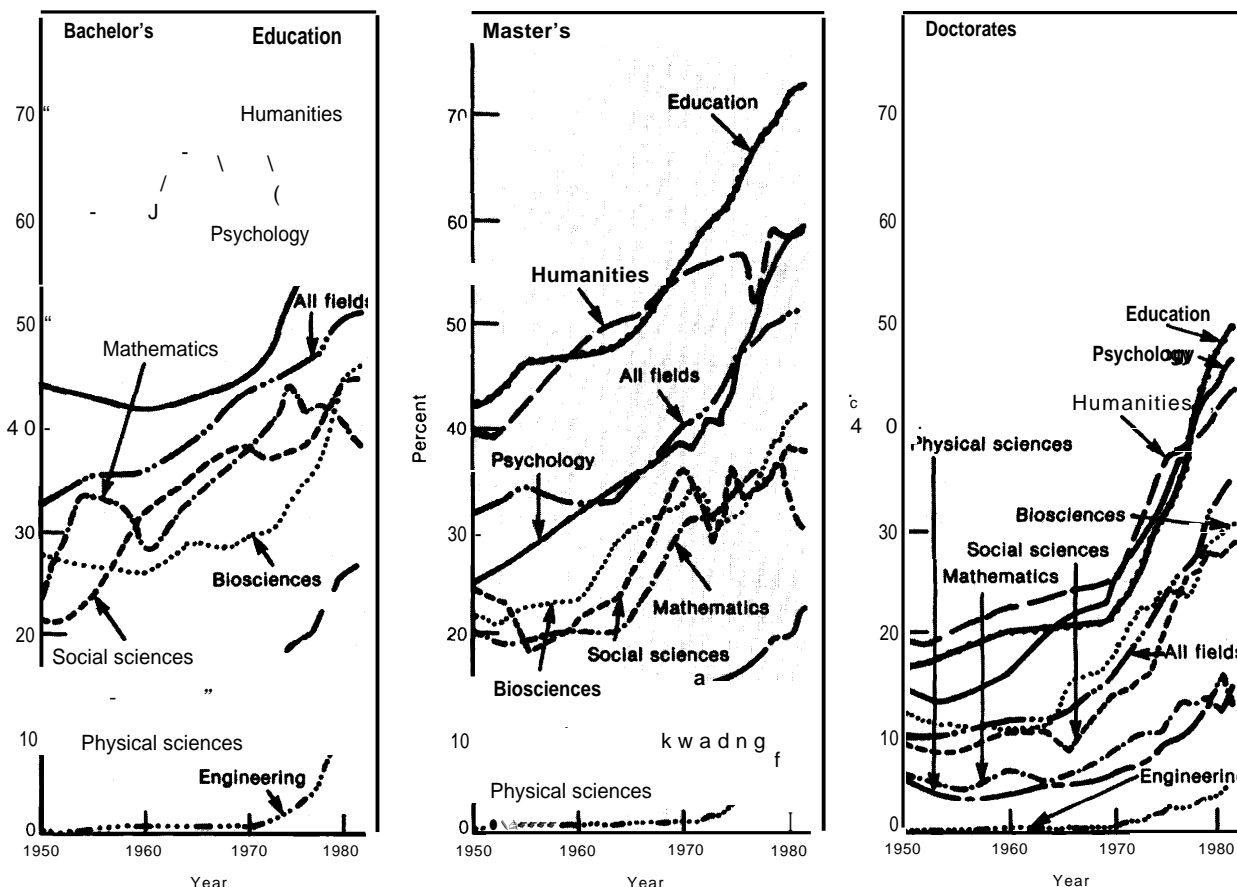 Bachelor's
Education
Humanities
Psychology
All fields
Mathematics
Biosciences
Social sciences
Physical sciences
Engineering
70
60
50
4 0
30
20
10
0
1950
1960
1970
1980
Year
Master's
Education
Humanities
All fields
Psychology
Mathematics
Social sciences
Biosciences
a
k w a d n g
f
Physical sciences
Percent
70
60
50
40
30
20
10
0
1950
1960
1970
1980
Year
Doctorates
Education
Psychology
Humanities
Physical sciences
Biosciences
Social sciences
Mathematics
All fields
Engineering
c
70
60
50
4 0
30
20
10
0
1950
1960
1970
1980
Year